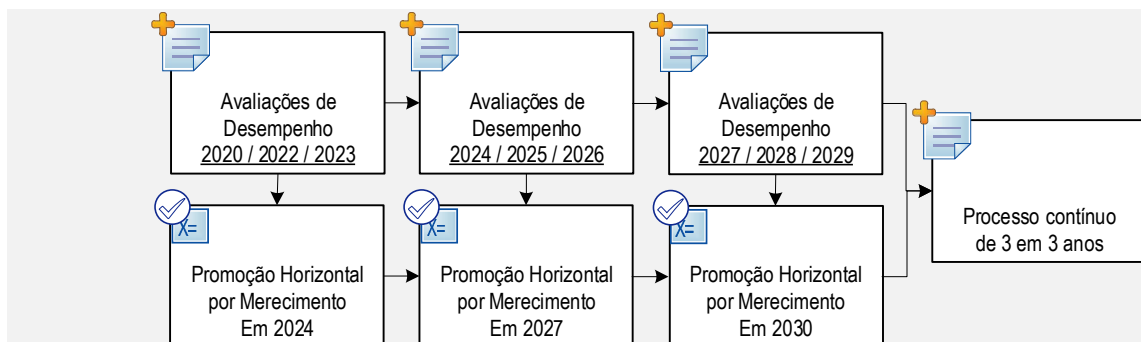 Avaliações de
Desempenho
2020 / 2022 / 2023
Avaliações de
Desempenho
2024 / 2025 / 2026
Avaliações de
Desempenho
2027 / 2028 / 2029
Processo contínuo
de 3 em 3 anos
X=
Promoção Horizontal
por Merecimento
Em 2024
X=
Promoção Horizontal
por Merecimento
Em 2027
X=
Promoção Horizontal
por Merecimento
Em 2030